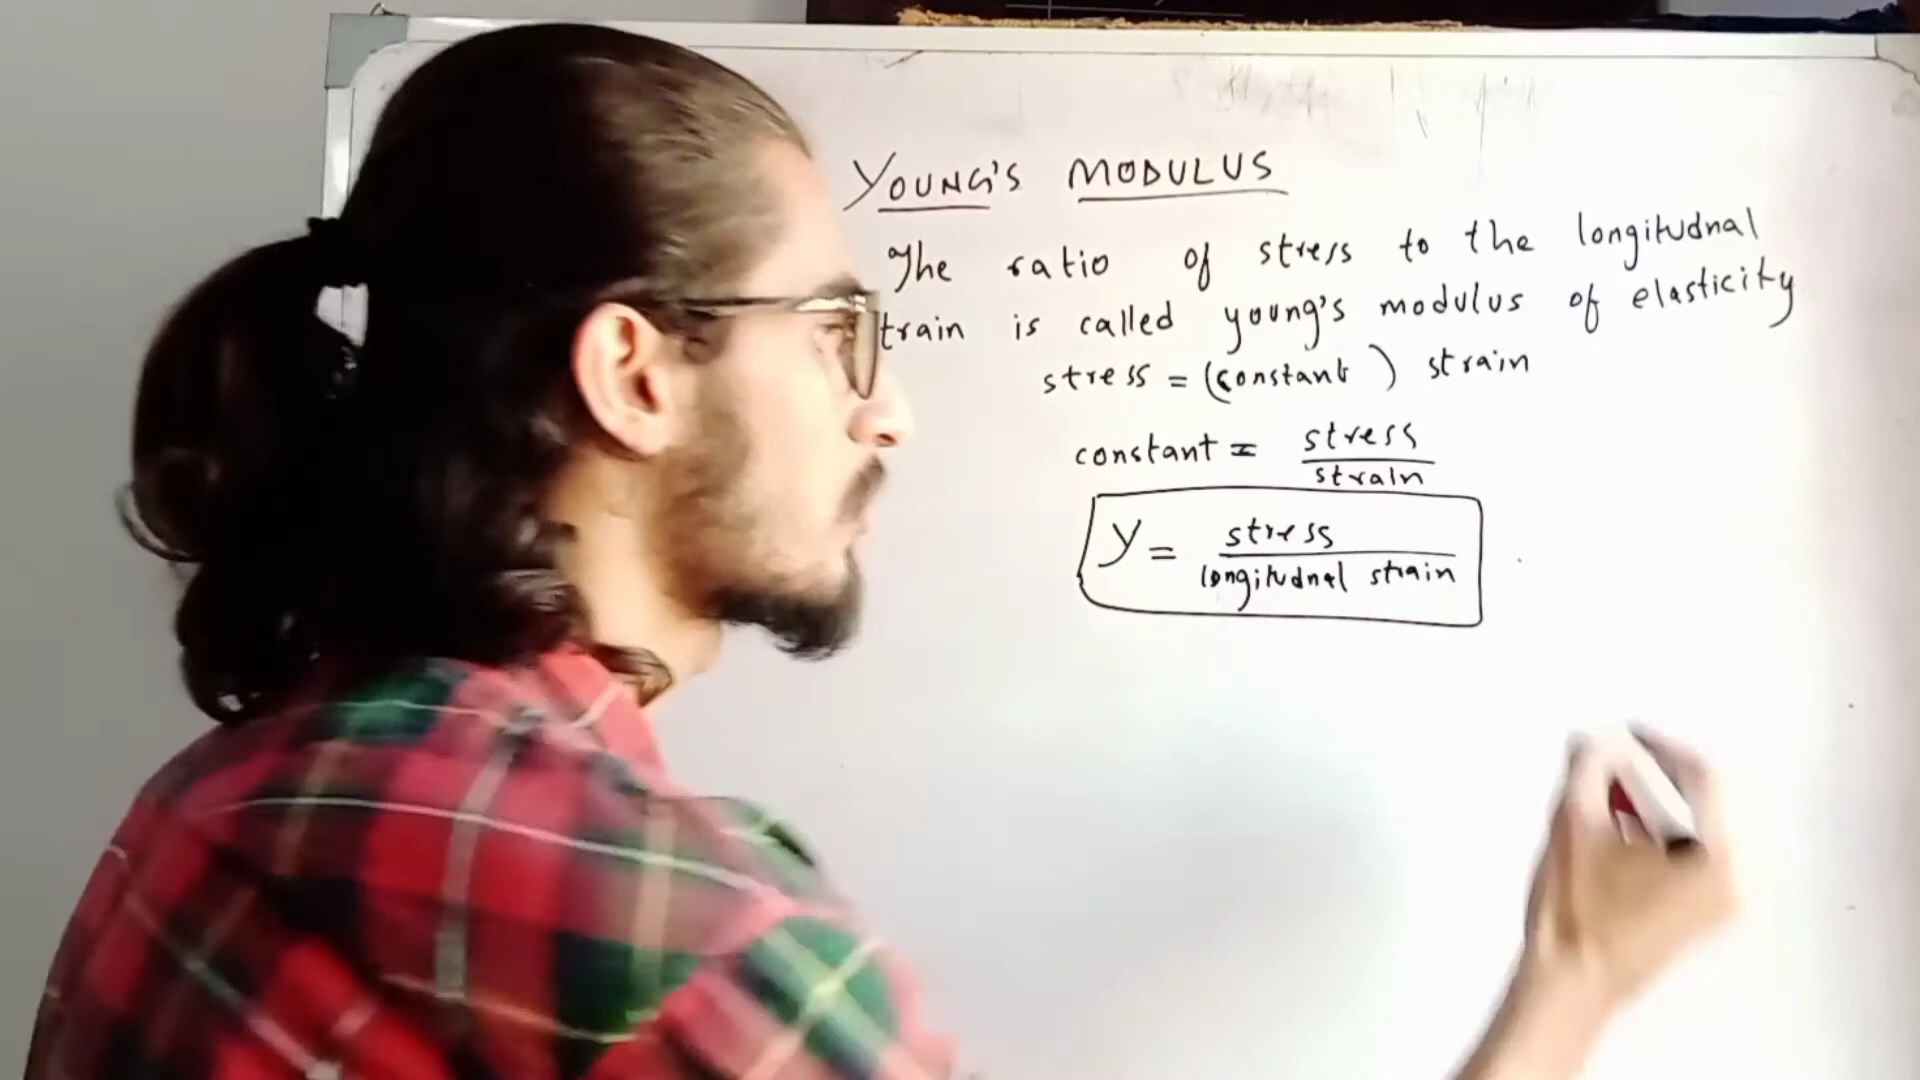 YOUNG'S MODULUS
The ratio of stress to the longitudnal
train is called young's modulus of elasticity
stress = (constant) strain
constant = stress
strain
Y = stress
longitudnal strain